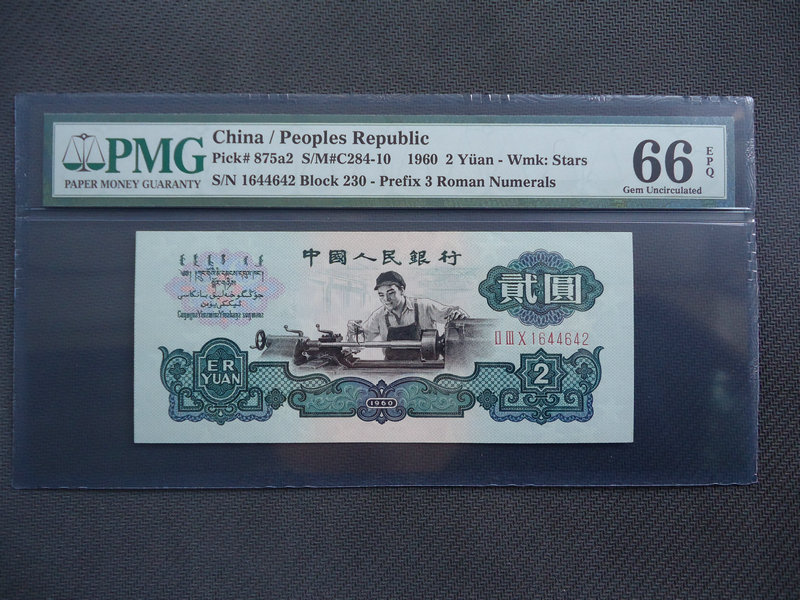 PMG
PAPER MONEY GUARANTY
China / Peoples Republic
Pick# 875a2 S/M#C284-10 1960 2 Yüan - Wmk: Stars
S/N 1644642 Block 230 - Prefix 3 Roman Numerals
66
EPQ
Gem Uncirculated
中國人民銀行
貳圓
II III X 1644642
ER
YUAN
1960
2